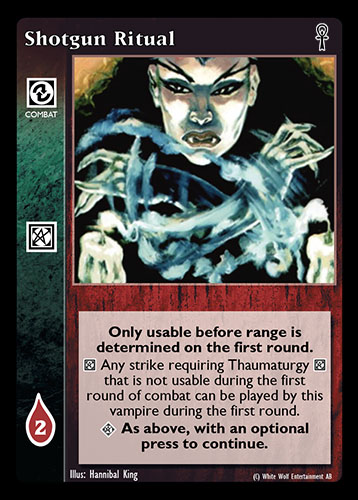 Shotgun Ritual
COMBAT
Only usable before range is
determined on the first round.
Any strike requiring Thaumaturgy
that is not usable during the first
round of combat can be played by this
vampire during the first round.
As above, with an optional
press to continue.
2
Illus: Hannibal King
(C) White Wolf Entertainment AB